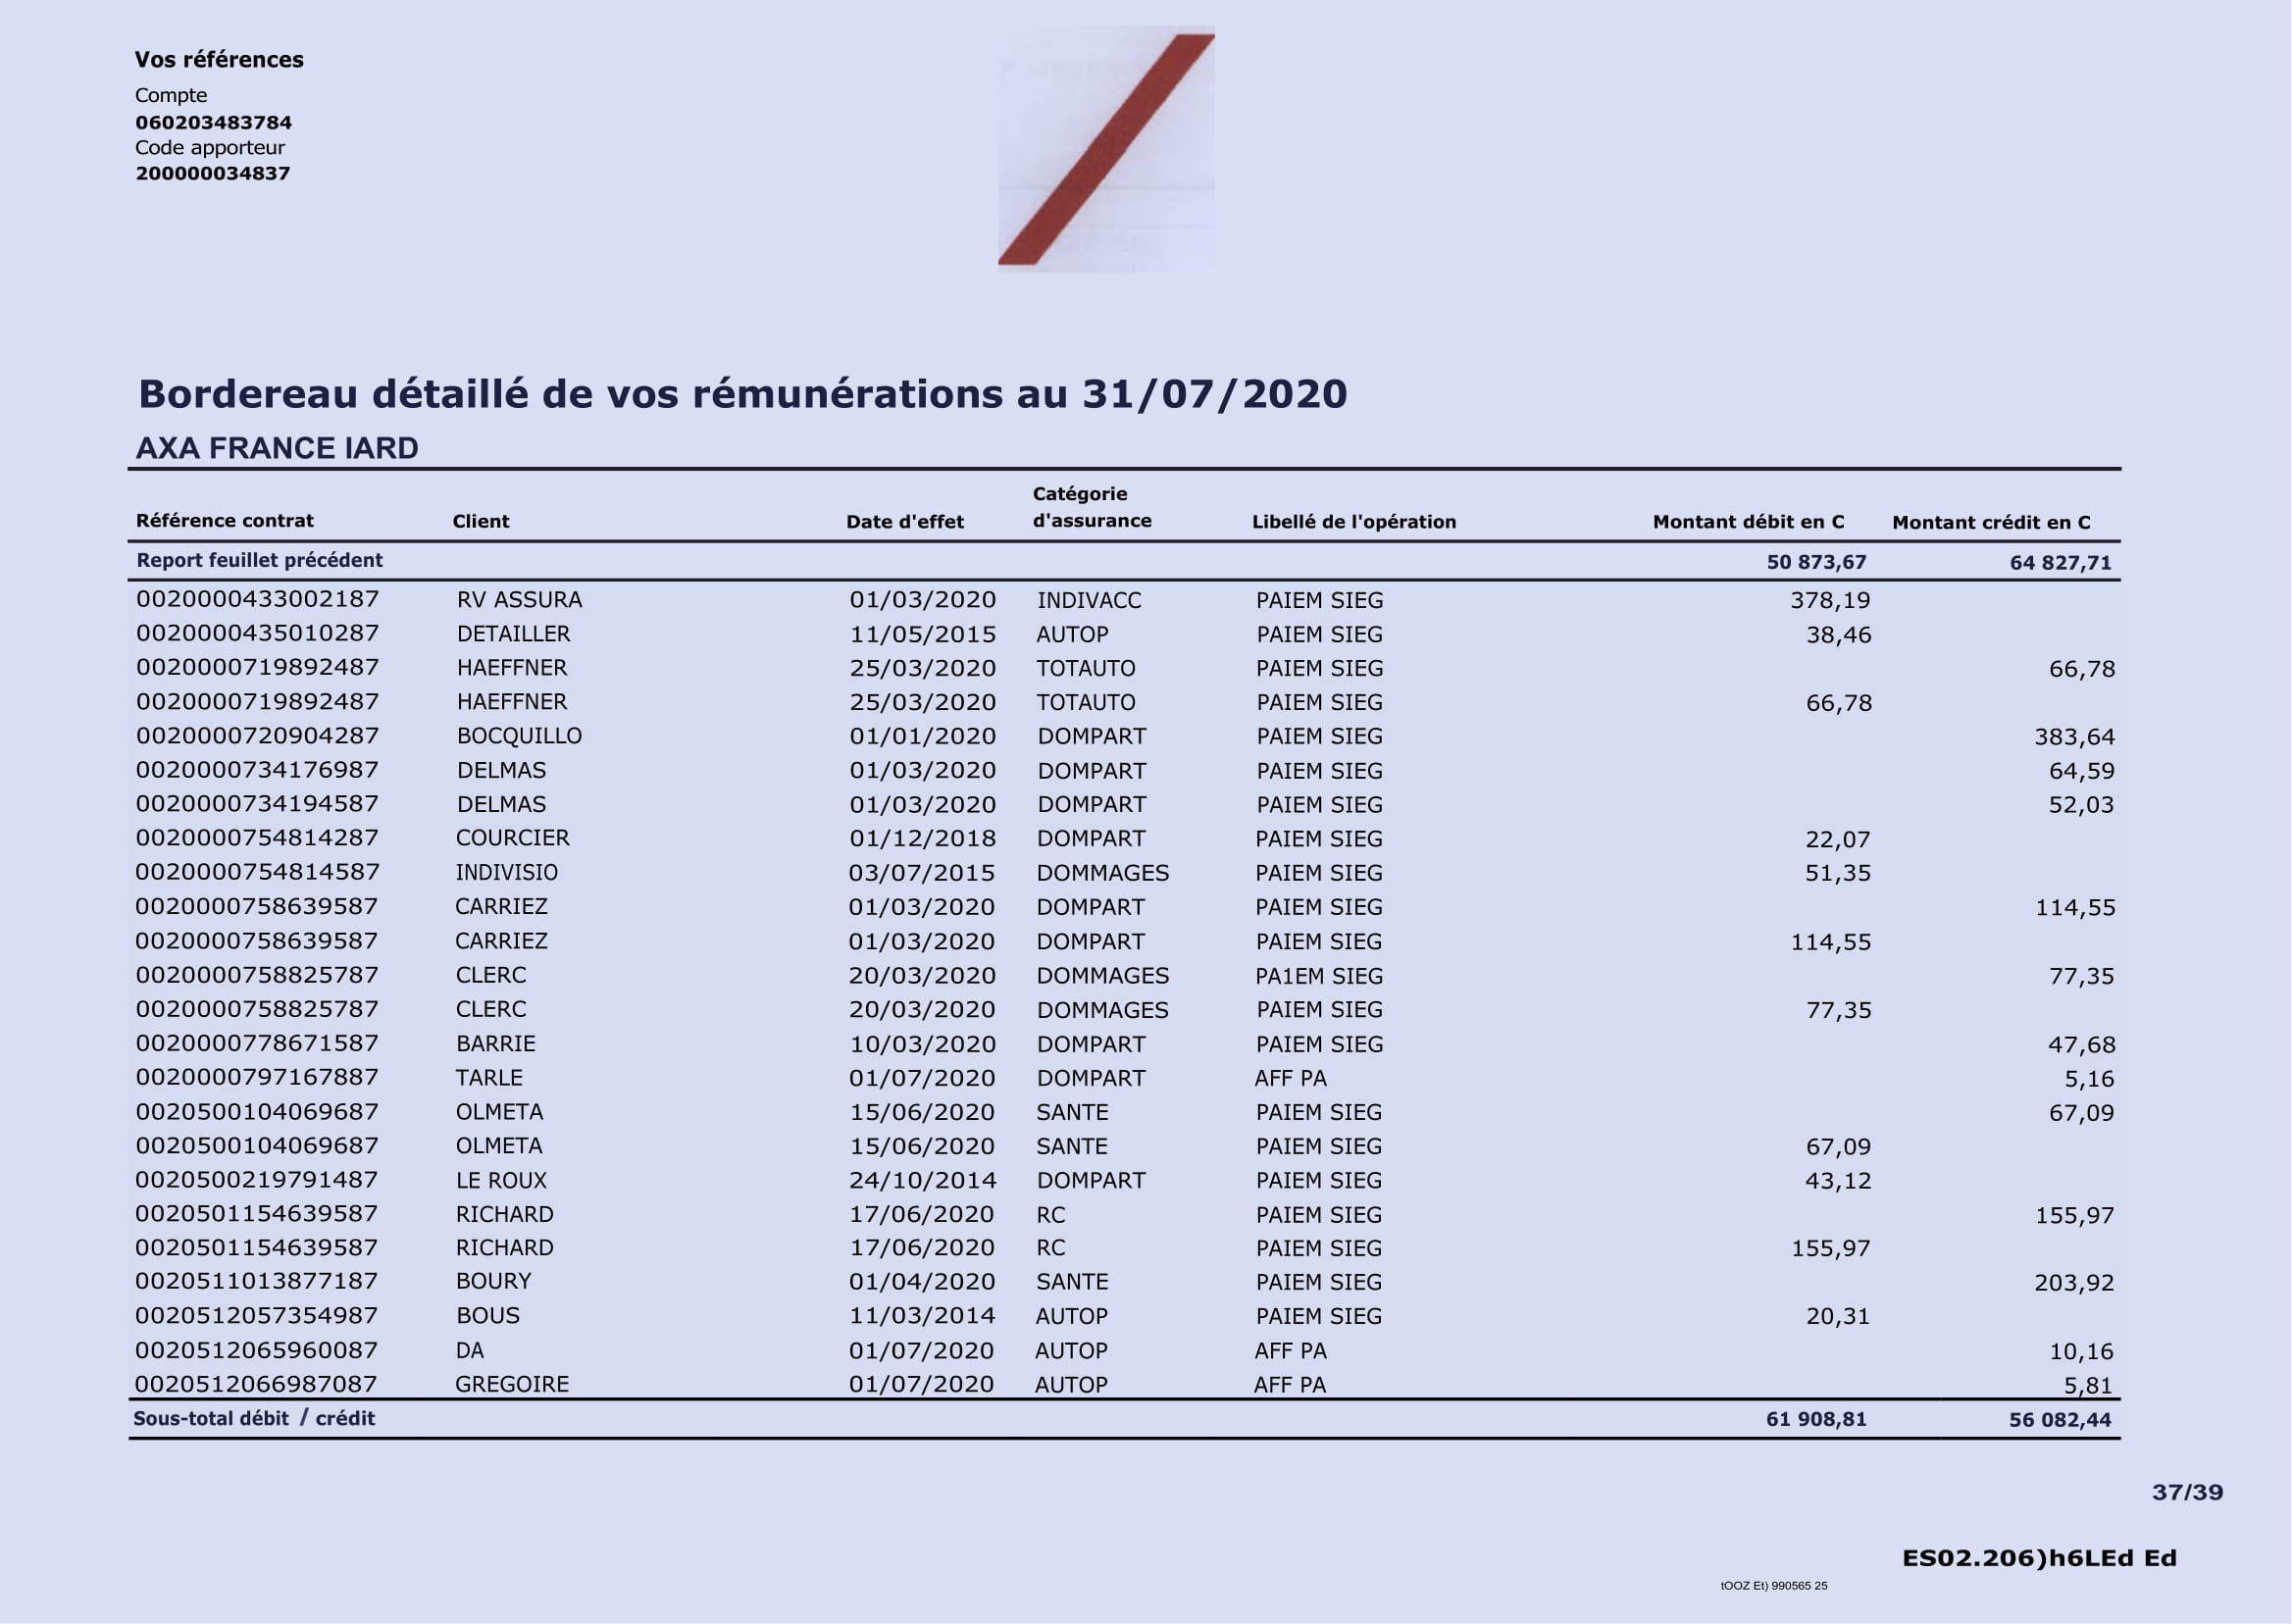 Vos références
Compte
060203483784
Code apporteur
200000034837
Bordereau détaillé de vos rémunérations au 31/07/2020
AXA FRANCE IARD
Référence contrat Client Date d'effet Catégorie d'assurance Libellé de l'opération Montant débit en C Montant crédit en C
Report feuillet précédent 50 873,67 64 827,71
0020000433002187 RV ASSURA 01/03/2020 INDIVACC PAIEM SIEG 378,19
0020000435010287 DETAILLER 11/05/2015 AUTOP PAIEM SIEG 38,46
0020000719892487 HAEFFNER 25/03/2020 TOTAUTO PAIEM SIEG 66,78
0020000719892487 HAEFFNER 25/03/2020 TOTAUTO PAIEM SIEG 66,78
0020000720904287 BOCQUILLO 01/01/2020 DOMPART PAIEM SIEG 383,64
0020000734176987 DELMAS 01/03/2020 DOMPART PAIEM SIEG 64,59
0020000734194587 DELMAS 01/03/2020 DOMPART PAIEM SIEG 52,03
0020000754814287 COURCIER 01/12/2018 DOMPART PAIEM SIEG 22,07
0020000754814587 INDIVISIO 03/07/2015 DOMMAGES PAIEM SIEG 51,35
0020000758639587 CARRIEZ 01/03/2020 DOMPART PAIEM SIEG 114,55
0020000758639587 CARRIEZ 01/03/2020 DOMPART PAIEM SIEG 114,55
0020000758825787 CLERC 20/03/2020 DOMMAGES PA1EM SIEG 77,35
0020000758825787 CLERC 20/03/2020 DOMMAGES PAIEM SIEG 77,35
0020000778671587 BARRIE 10/03/2020 DOMPART PAIEM SIEG 47,68
0020000797167887 TARLE 01/07/2020 DOMPART AFF PA 5,16
0020500104069687 OLMETA 15/06/2020 SANTE PAIEM SIEG 67,09
0020500104069687 OLMETA 15/06/2020 SANTE PAIEM SIEG 67,09
0020500219791487 LE ROUX 24/10/2014 DOMPART PAIEM SIEG 43,12
0020501154639587 RICHARD 17/06/2020 RC PAIEM SIEG 155,97
0020501154639587 RICHARD 17/06/2020 RC PAIEM SIEG 155,97
0020511013877187 BOURY 01/04/2020 SANTE PAIEM SIEG 203,92
0020512057354987 BOUS 11/03/2014 AUTOP PAIEM SIEG 20,31
0020512065960087 DA 01/07/2020 AUTOP AFF PA 10,16
0020512066987087 GREGOIRE 01/07/2020 AUTOP AFF PA 5,81
Sous-total débit / crédit 61 908,81 56 082,44
37/39
ES02.206)h6LEd Ed
tOOZ Et) 990565 25